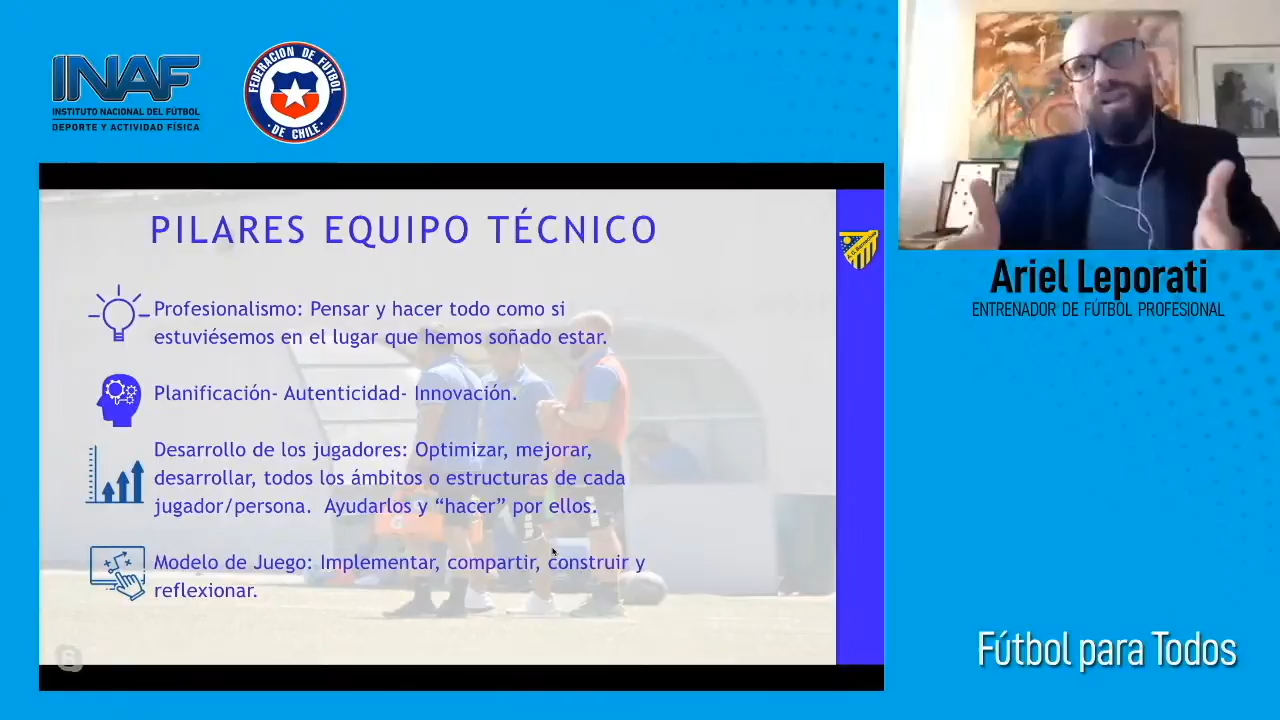 INAF
INSTITUTO NACIONAL DEL FÚTBOL
DEPORTE Y ACTIVIDAD FÍSICA
FEDERACION DE FUTBOL
DE CHILE
PILARES EQUIPO TÉCNICO
Profesionalismo: Pensar y hacer todo como si
estuviésemos en el lugar que hemos soñado estar.
Planificación- Autenticidad- Innovación.
Desarrollo de los jugadores: Optimizar, mejorar,
desarrollar, todos los ámbitos o estructuras de cada
jugador/persona.  Ayudarlos y “hacer” por ellos.
Modelo de Juego: Implementar, compartir, construir y
reflexionar.
Ariel Leporati
ENTRENADOR DE FÚTBOL PROFESIONAL
Fútbol para Todos